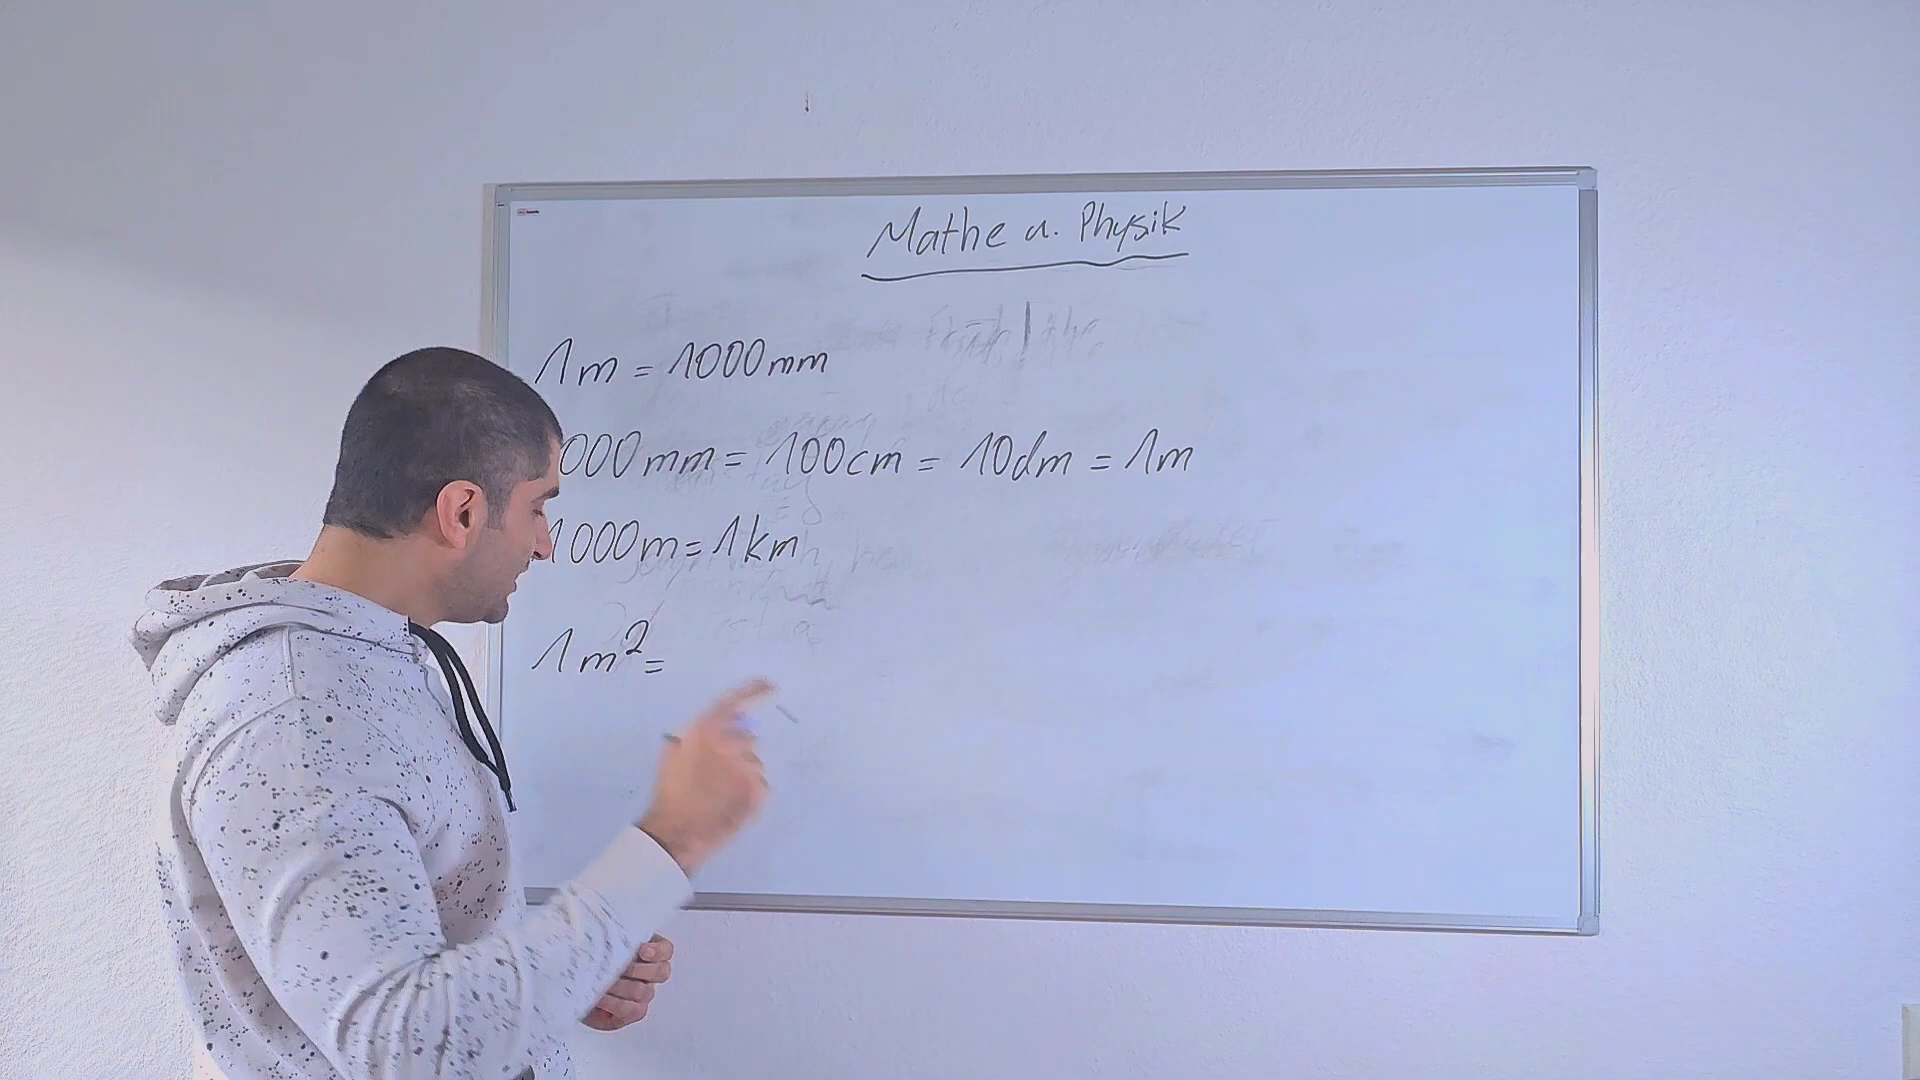 Mathe u. Physik
1m = 1000mm
000mm = 100cm = 10dm = 1m
1000m = 1km
1m² =